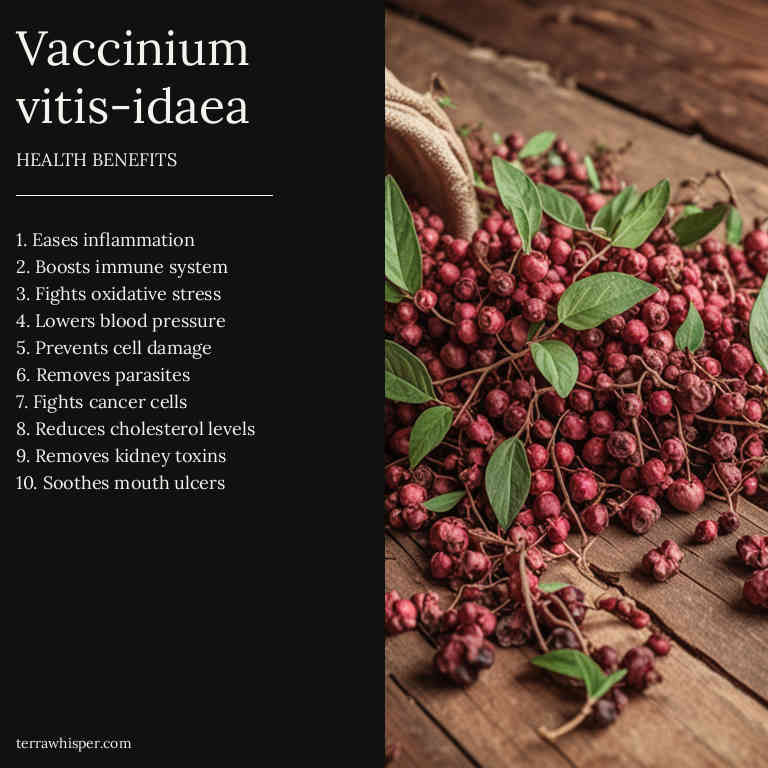 Vaccinium
vitis-idaea
HEALTH BENEFITS
1. Eases inflammation
2. Boosts immune system
3. Fights oxidative stress
4. Lowers blood pressure
5. Prevents cell damage
6. Removes parasites
7. Fights cancer cells
8. Reduces cholesterol levels
9. Removes kidney toxins
10. Soothes mouth ulcers
terrawhisper.com